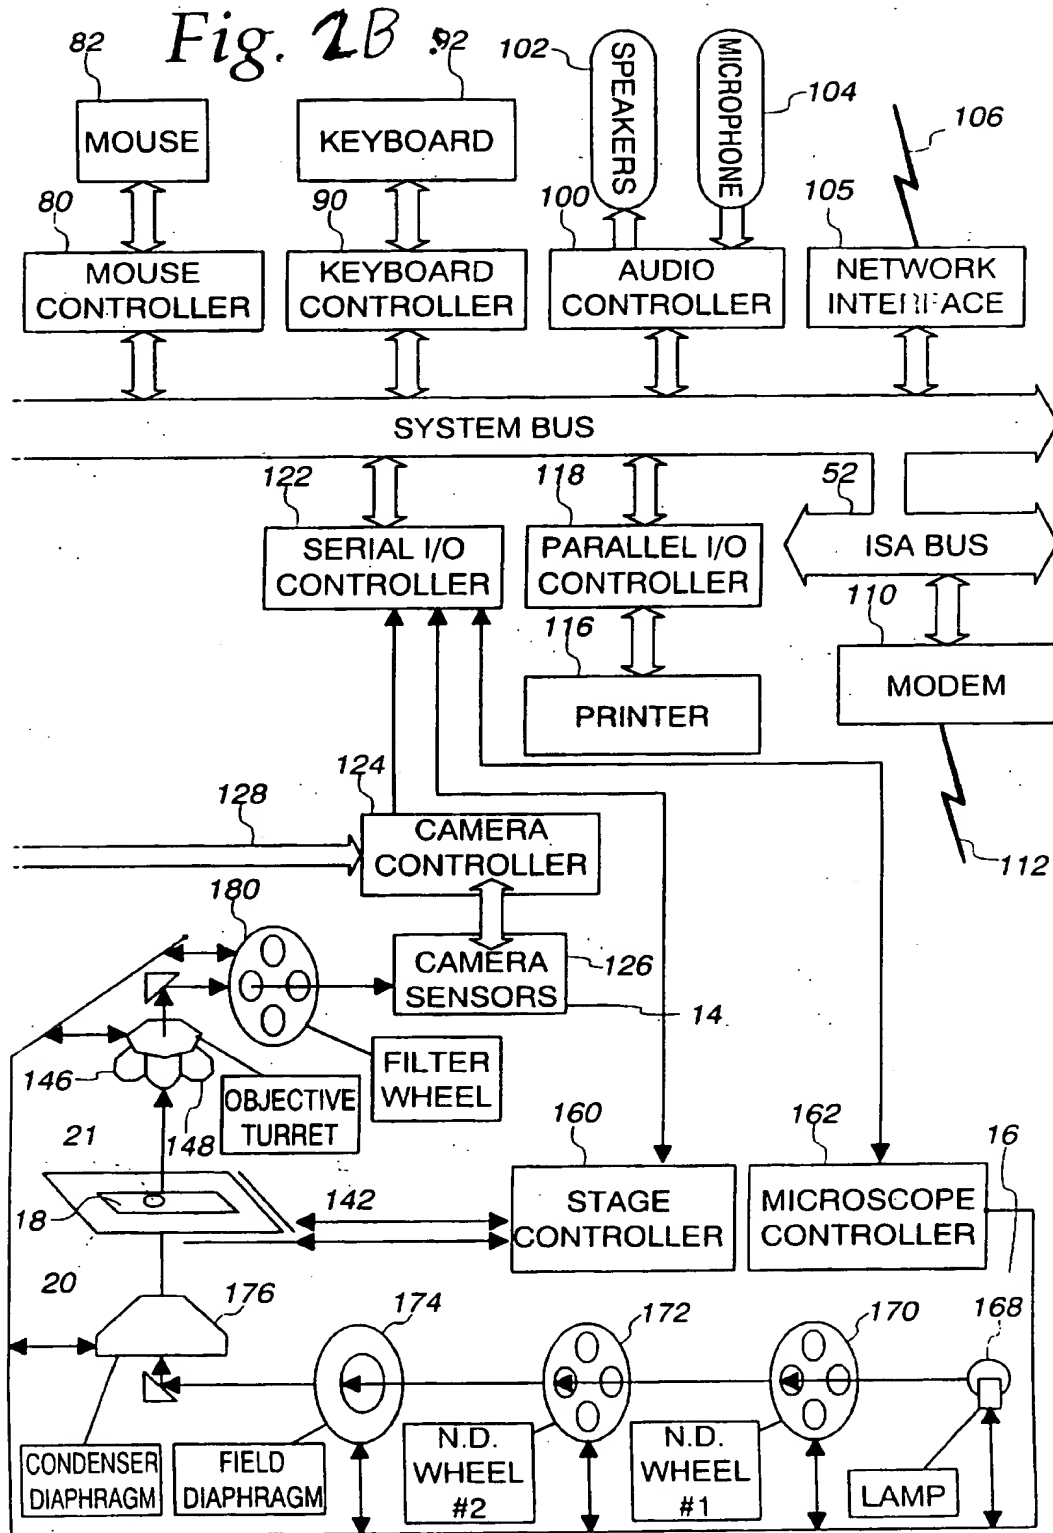 Fig. 2B
82
92
102
SPEAKERS
MICROPHONE
104
106
MOUSE
KEYBOARD
80
90
100
105
MOUSE
CONTROLLER
KEYBOARD
CONTROLLER
AUDIO
CONTROLLER
NETWORK
INTERFACE
SYSTEM BUS
122
118
52
SERIAL I/O
CONTROLLER
PARALLEL I/O
CONTROLLER
ISA BUS
116
110
PRINTER
MODEM
124
128
CAMERA
CONTROLLER
112
180
CAMERA
SENSORS
126
14
146
148
OBJECTIVE
TURRET
FILTER
WHEEL
21
160
162
16
18
142
STAGE
CONTROLLER
MICROSCOPE
CONTROLLER
20
176
174
172
170
168
CONDENSER
DIAPHRAGM
FIELD
DIAPHRAGM
N.D.
WHEEL
#2
N.D.
WHEEL
#1
LAMP